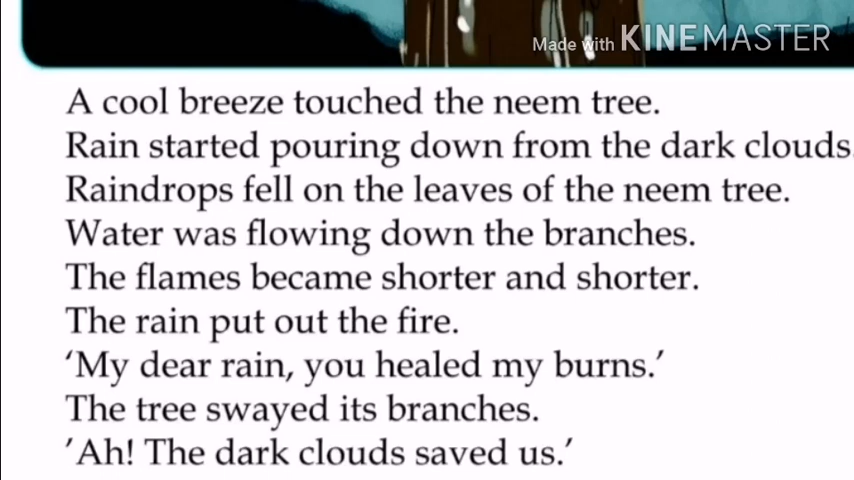 Made with KINEMASTER
A cool breeze touched the neem tree.
Rain started pouring down from the dark clouds.
Raindrops fell on the leaves of the neem tree.
Water was flowing down the branches.
The flames became shorter and shorter.
The rain put out the fire.
‘My dear rain, you healed my burns.’
The tree swayed its branches.
’Ah! The dark clouds saved us.’